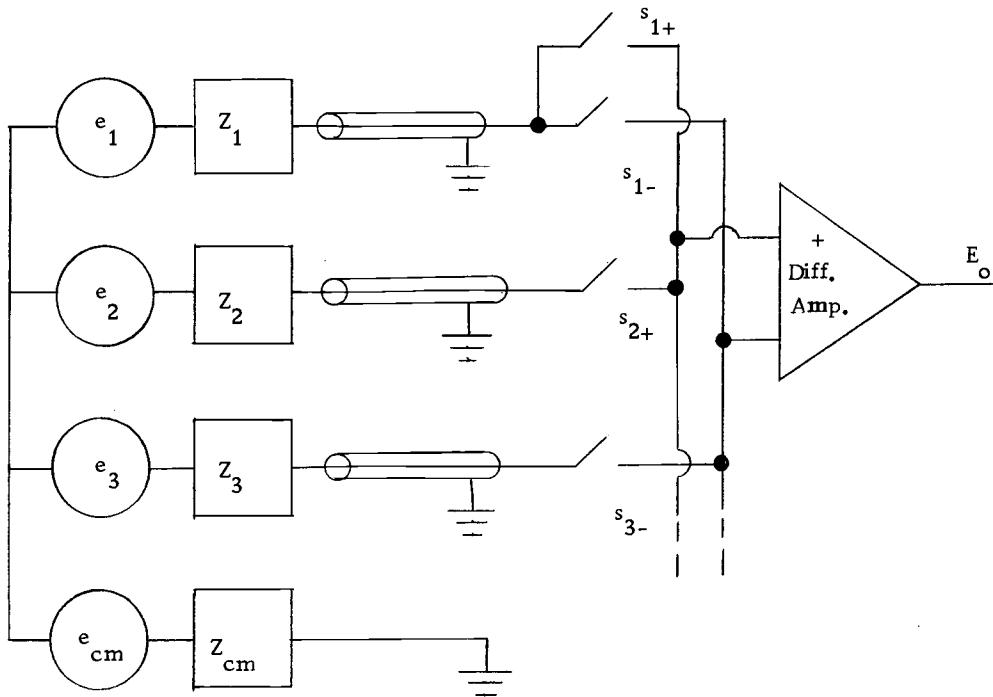 s1+
e1
Z1
s1-
+
Diff.
Amp.
Eo
e2
Z2
s2+
e3
Z3
s3-
ecm
Zcm